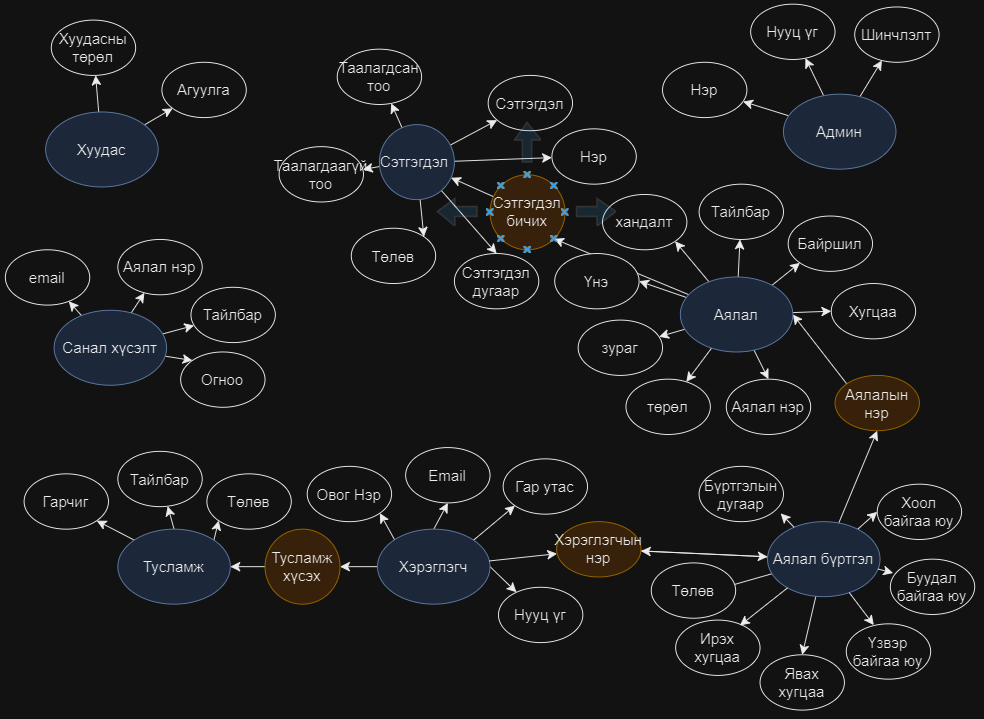 Хуудасны
төрөл
Агуулга
Хуудас
Таалагдсан
тоо
Сэтгэгдэл
Нэр
Сэтгэгдэл
Таалагдаагүй
тоо
Сэтгэгдэл
бичих
Төлөв
Сэтгэгдэл
дугаар
Нууц үг
Шинчлэлт
Нэр
Админ
хандалт
Тайлбар
Байршил
Үнэ
Аялал
Хугцаа
зураг
төрөл
Аялал нэр
Аялалын
нэр
email
Аялал нэр
Тайлбар
Санал хүсэлт
Огноо
Гарчиг
Тайлбар
Төлөв
Тусламж
Тусламж
хүсэх
Овог Нэр
Email
Гар утас
Хэрэглэгч
Нууц үг
Хэрэглэгчын
нэр
Бүртгэлын
дугаар
Хоол
байгаа юу
Аялал бүртгэл
Буудал
байгаа юу
Төлөв
Ирэх
хугцаа
Үзвэр
байгаа юу
Явах
хугцаа